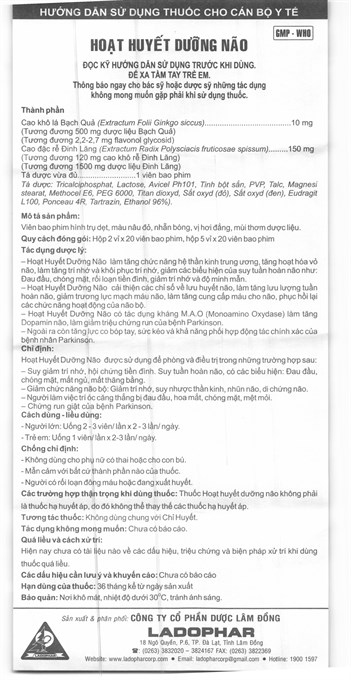 HƯỚNG DẪN SỬ DỤNG THUỐC CHO CÁN BỘ Y TẾ
GMP - WHO
HOẠT HUYẾT DƯỠNG NÃO
ĐỌC KỸ HƯỚNG DẪN SỬ DỤNG TRƯỚC KHI DÙNG.
ĐỂ XA TẦM TAY TRẺ EM.
Thông báo ngay cho bác sỹ hoặc dược sỹ những tác dụng
không mong muốn gặp phải khi sử dụng thuốc.
Thành phần
Cao khô lá Bạch Quả (Extractum Folii Ginkgo siccus)..............................10 mg
(Tương đương 500 mg dược liệu Bạch Quả)
(Tương đương 2,2-2,7 mg flavonol glycosid)
Cao đặc rễ Đinh Lăng (Extractum Radix Polysciacis fruticosae spissum).........150 mg
(Tương đương 120 mg cao khô rễ Đinh Lăng)
(Tương đương 1500 mg dược liệu Đinh Lăng)
Tá dược vừa đủ..............................1 viên bao phim
Tá dược: Tricalciphosphat, Lactose, Avicel Ph101, Tinh bột sắn, PVP, Talc, Magnesi
stearat, Methocel E6, PEG 6000, Titan dioxyd, Sắt oxyd (đỏ), Sắt oxyd (đen), Eudragit
L100, Ponceau 4R, Tartrazin, Ethanol 96%).
Mô tả sản phẩm:
Viên bao phim hình trụ dẹt, màu nâu đỏ, nhẵn bóng, vị hơi đắng, mùi thơm dược liệu.
Quy cách đóng gói: Hộp 2 vỉ x 20 viên bao phim, hộp 5 vỉ x 20 viên bao phim
Tác dụng dược lý:
– Hoạt Huyết Dưỡng Não làm tăng chức năng hệ thần kinh trung ương, tăng hoạt hóa vỏ
não, làm tăng trí nhớ và khôi phục trí nhớ, giảm các biểu hiện của suy tuần hoàn não như:
Đau đầu, chóng mặt, rối loạn tiền đình, giảm trí nhớ và độ minh mẫn.
– Hoạt Huyết Dưỡng Não cải thiện các chỉ số về lưu huyết não, làm tăng lưu lượng tuần
hoàn não, giảm trương lực mạch máu não, làm tăng cung cấp máu cho não, phục hồi lại
các chức năng hoạt động của não bộ.
– Hoạt Huyết Dưỡng Não có tác dụng kháng M.A.O (Monoamino Oxydase) làm tăng
Dopamin não, làm giảm triệu chứng run của bệnh Parkinson.
– Ngoài ra còn tăng lực co bóp tay, sức kéo và khả năng phối hợp động tác chính xác của
bệnh nhân Parkinson.
Chỉ định:
Hoạt Huyết Dưỡng Não được sử dụng để phòng và điều trị trong những trường hợp sau:
– Suy giảm trí nhớ, hội chứng tiền đình. Suy tuần hoàn não, có các biểu hiện: Đau đầu,
chóng mặt, mất ngủ, mất thăng bằng.
– Giảm chức năng não bộ: Giảm trí nhớ, suy nhược thần kinh, nhũn não, di chứng não.
– Người làm việc trí óc căng thẳng bị đau đầu, hoa mắt, chóng mặt, mệt mỏi.
– Chứng run giật của bệnh Parkinson.
Cách dùng - liều dùng:
- Người lớn: Uống 2 - 3 viên/ lần x 2 - 3 lần/ ngày.
- Trẻ em: Uống 1 viên/ lần x 2-3 lần/ ngày.
Chống chỉ định:
- Không dùng cho phụ nữ có thai hoặc cho con bú.
- Mẫn cảm với bất cứ thành phần nào của thuốc.
- Người có rối loạn đông máu hoặc đang xuất huyết.
Các trường hợp thận trọng khi dùng thuốc: Thuốc Hoạt huyết dưỡng não không phải
là thuốc hạ huyết áp, do đó không thể thay thế các thuốc hạ huyết áp.
Tương tác thuốc: Không dùng chung với Chỉ Huyết.
Tác dụng không mong muốn: Chưa có báo cáo.
Quá liều và cách xử trí:
Hiện nay chưa có tài liệu nào về các dấu hiệu, triệu chứng và biện pháp xử trí khi dùng
thuốc quá liều.
Các dấu hiệu cần lưu ý và khuyến cáo: Chưa có báo cáo
Hạn dùng của thuốc: 36 tháng kể từ ngày sản xuất
Bảo quản: Nơi khô mát, nhiệt độ dưới 30°C, tránh ánh sáng.
Sản xuất & phân phối: CÔNG TY CỔ PHẦN DƯỢC LÂM ĐỒNG
LADOPHAR
18 Ngô Quyền, P.6, TP. Đà Lạt, Tỉnh Lâm Đồng
☎: (0263) 3832020 – 3824167 FAX: (0263) 3822369
Website: www.ladopharcorp.com • Email: ladopharcorp@gmail.com • Hotline: 1900 1597